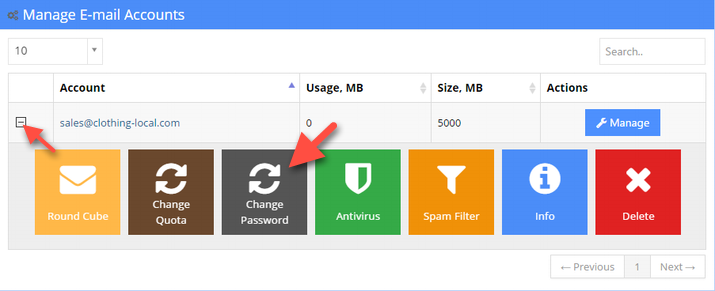 Manage E-mail Accounts
10
Search..
Account Usage, MB Size, MB Actions
sales@clothing-local.com 0 5000 Manage
Round Cube
Change
Quota
Change
Password
Antivirus
Spam Filter
Info
Delete
← Previous 1 Next →